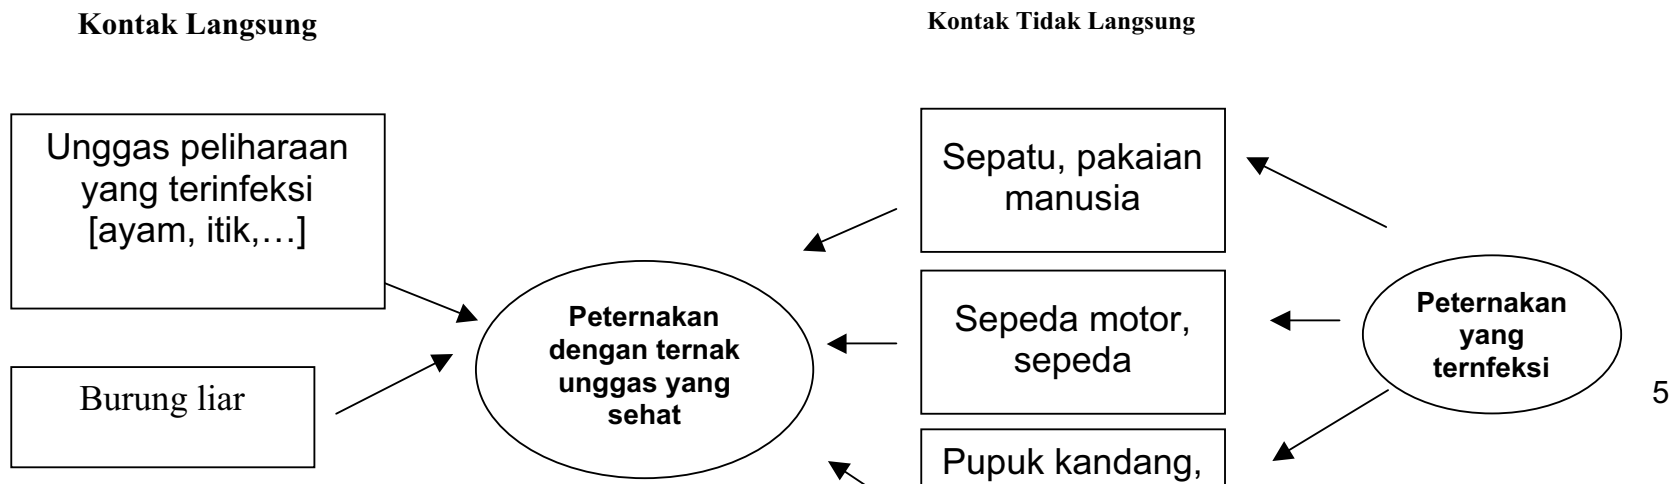 Kontak Langsung
Kontak Tidak Langsung
Unggas peliharaan
yang terinfeksi
[ayam, itik,…]
Burung liar
Peternakan
dengan ternak
unggas yang
sehat
Sepatu, pakaian
manusia
Sepeda motor,
sepeda
Pupuk kandang,
Peternakan
yang
ternfeksi
5